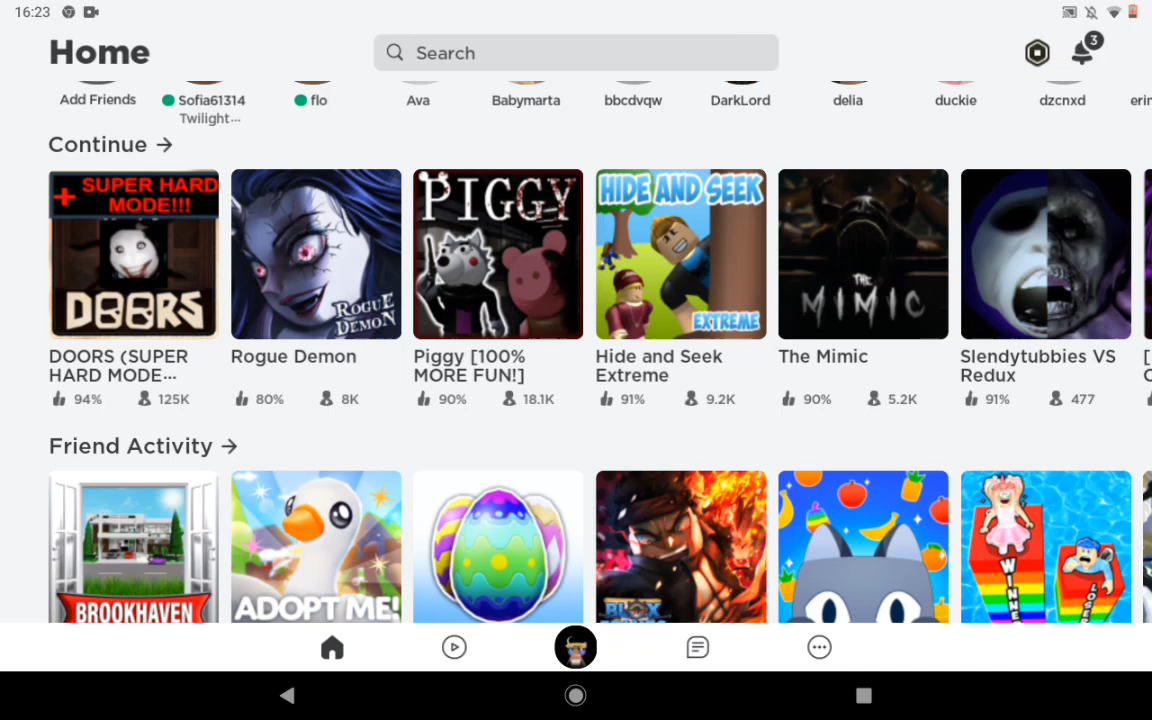 16:23
Home
Search
3
Add Friends
Sofia61314
Twilight...
flo
Ava
Babymarta
bbcdvqw
DarkLord
delia
duckie
dzcnxd
Continue →
+ SUPER HARD
MODE!!!
DOORS
ROGUE
DEMON
PIGGY
HIDE AND SEEK
EXTREME
THE
MIMIC
DOORS (SUPER
HARD MODE...
94%
125K
Rogue Demon
80%
8K
Piggy [100%
MORE FUN!]
90%
18.1K
Hide and Seek
Extreme
91%
9.2K
The Mimic
90%
5.2K
Slendytubbies VS
Redux
91%
477
Friend Activity →
BROOKHAVEN
ADOPT ME!
BLOX
WINNE
LOSE